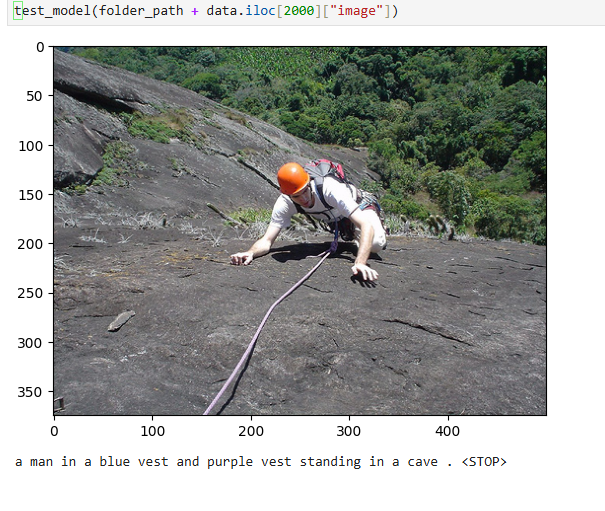 test_model(folder_path + data.iloc[2000]["image"])
0
50
100
150
200
250
300
350
0 100 200 300 400
a man in a blue vest and purple vest standing in a cave . <STOP>